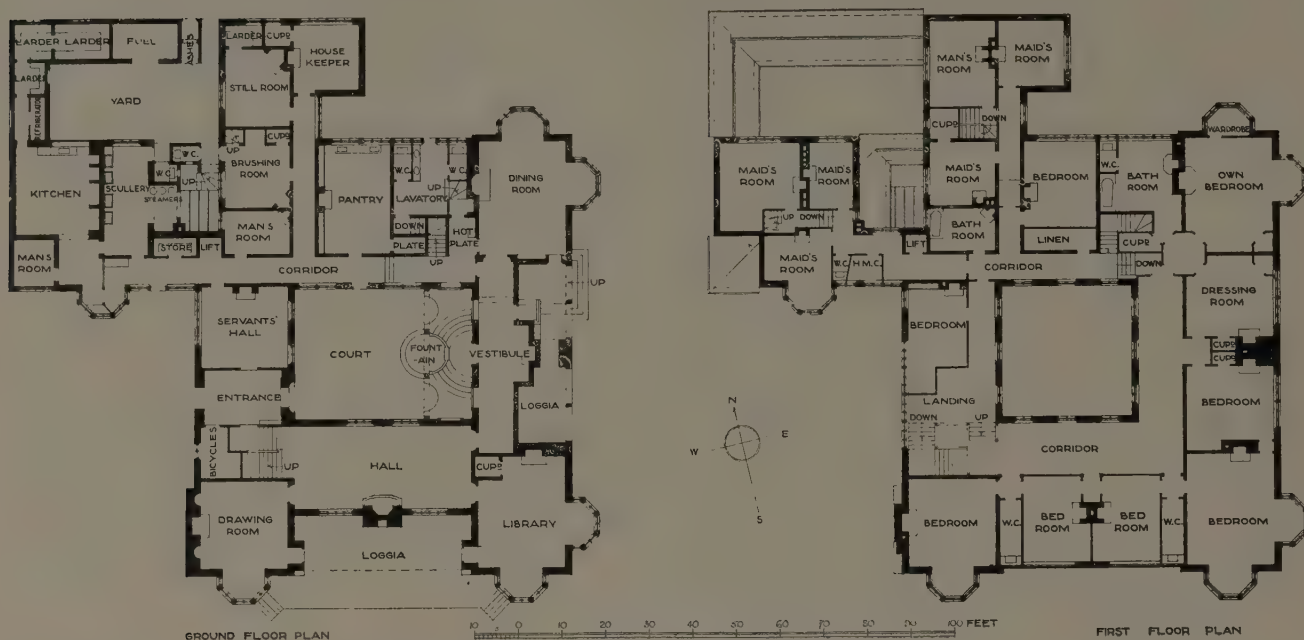 LARDER LARDER
FUEL
ASHES
LARDER
CUPD
HOUSE
KEEPER
STILL ROOM
LARDER
YARD
REFRIGERATOR
UP
CUPD
W.C.
W.C.
BRUSHING
ROOM
KITCHEN
SCULLERY
STEAMERS
UP
PANTRY
W.C.
UP
W.C.
LAVATORY
DINING
ROOM
MAN'S
ROOM
DOWN
HOT
PLATE
PLATE
UP
STORE
LIFT
MAN'S
ROOM
CORRIDOR
UP
SERVANTS'
HALL
COURT
FOUNT
-AIN
VESTIBULE
LOGGIA
ENTRANCE
BICYCLES
UP
HALL
CUPD
DRAWING
ROOM
LOGGIA
LIBRARY
GROUND FLOOR PLAN
MAN'S
ROOM
MAID'S
ROOM
CUPD
DOWN
WARDROBE
MAID'S
ROOM
MAID'S
ROOM
MAID'S
ROOM
BEDROOM
W.C.
BATH
ROOM
OWN
BEDROOM
UP DOWN
BATH
ROOM
LINEN
CUPD
DOWN
MAID'S
ROOM
W.C.
H.M.C.
LIFT
CORRIDOR
DRESSING
ROOM
BEDROOM
CUPD
CUPD
LANDING
BEDROOM
DOWN
UP
CORRIDOR
BEDROOM
W.C.
BED
ROOM
BED
ROOM
W.C.
BEDROOM
N
E
W
S
10 5 0 10 20 30 40 50 60 70 80 90 100 FEET
FIRST FLOOR PLAN